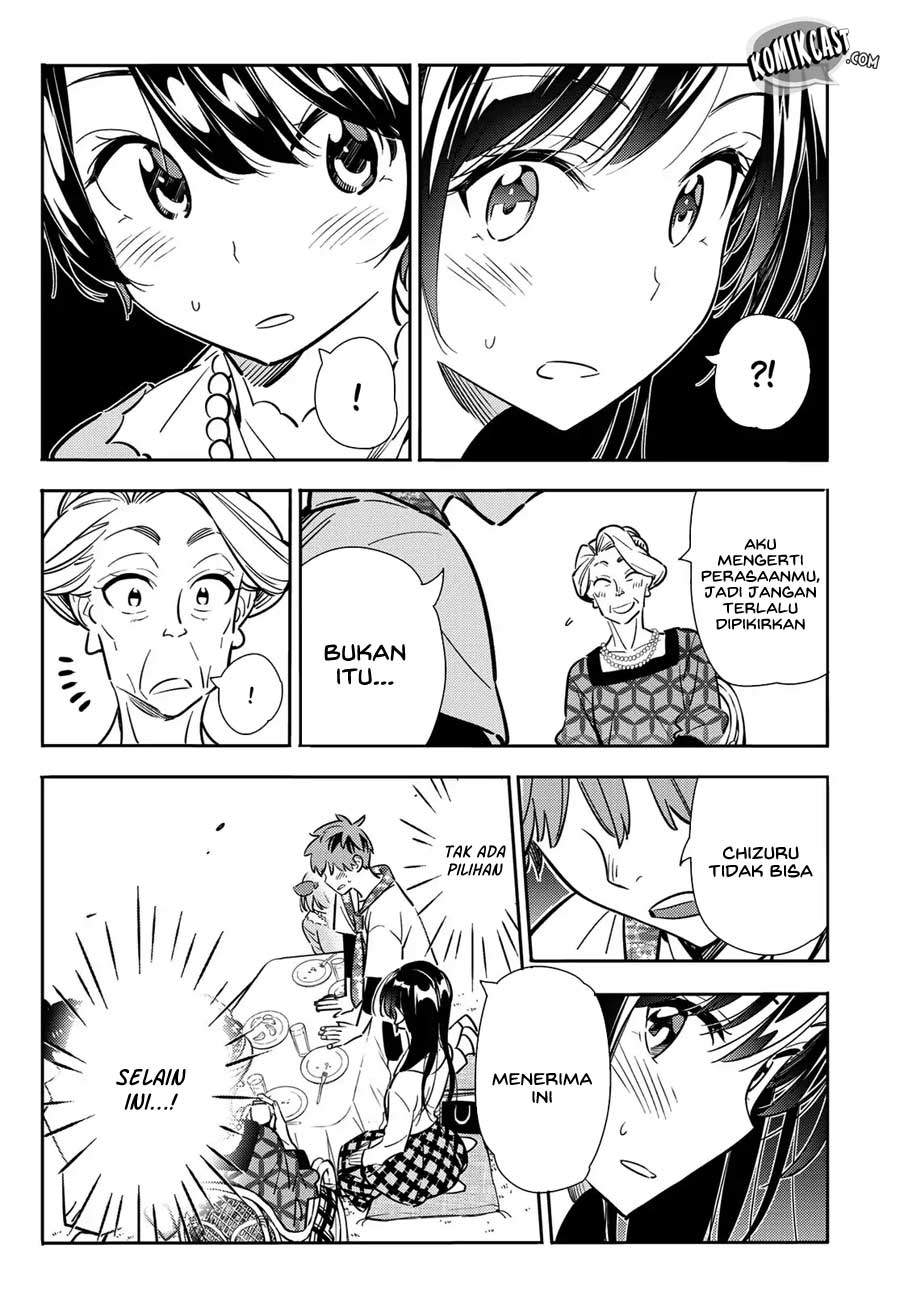 KOMIKCAST
.COM
?!
!
AKU
MENGERTI
PERASAANMU,
JADI JANGAN
TERLALU
DIPIKIRKAN
BUKAN
ITU...
!
CHIZURU
TIDAK BISA
MENERIMA
INI
TAK ADA
PILIHAN
SELAIN
INI...!